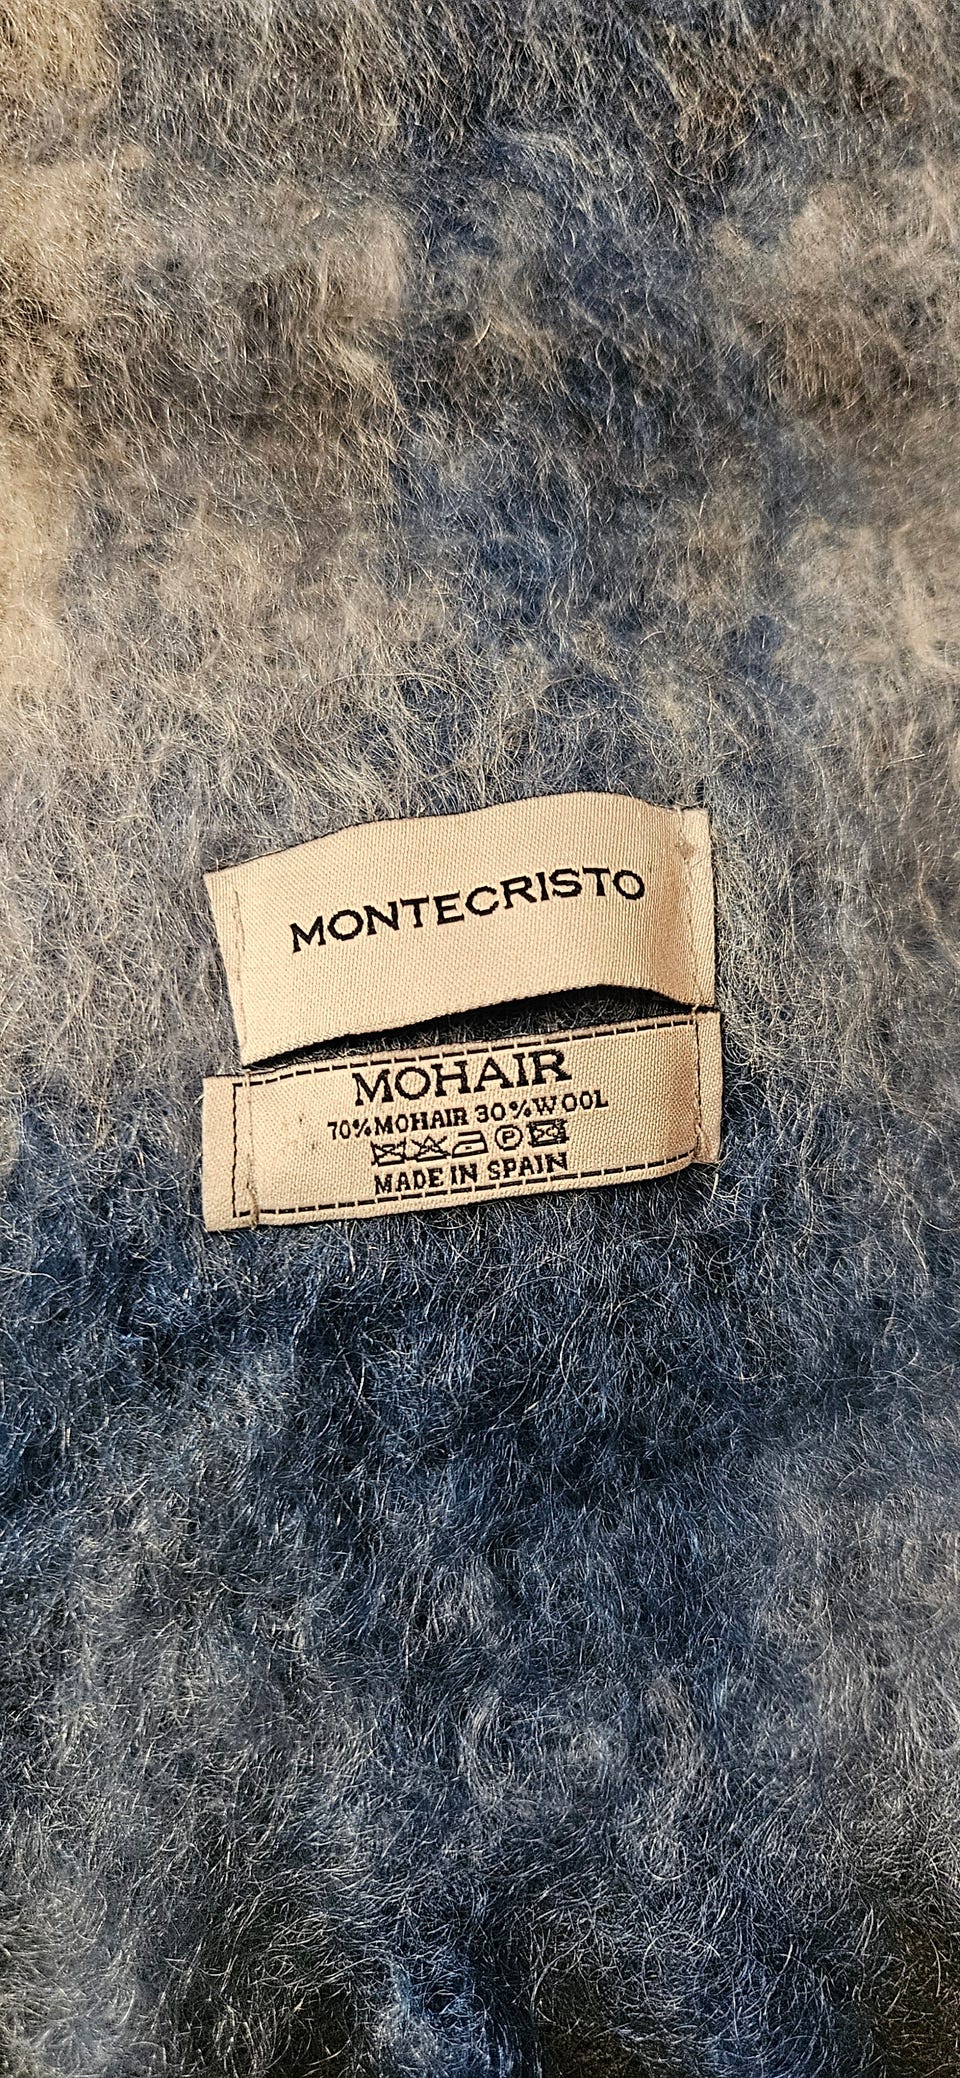 MONTECRISTO
MOHAIR
70%MOHAIR 30%WOOL
P
MADE IN SPAIN